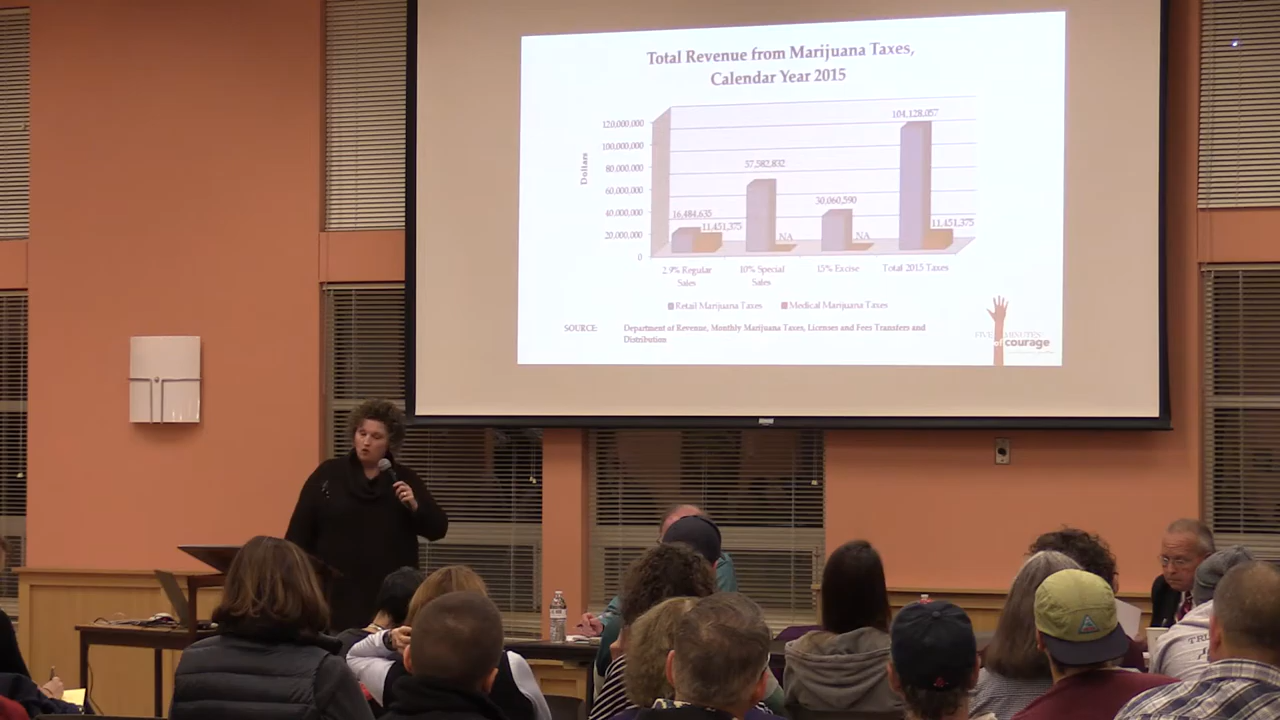 Total Revenue from Marijuana Taxes,
Calendar Year 2015
Dollars
120,000,000
100,000,000
80,000,000
60,000,000
40,000,000
20,000,000
0
16,484,635
11,451,375
57,582,832
NA
30,060,590
NA
104,128,057
11,451,375
2.9% Regular
Sales
10% Special
Sales
15% Excise
Total 2015 Taxes
Retail Marijuana Taxes
Medical Marijuana Taxes
SOURCE:
Department of Revenue, Monthly Marijuana Taxes, Licenses and Fees Transfers and
Distribution
FIVE MINUTES
of courage